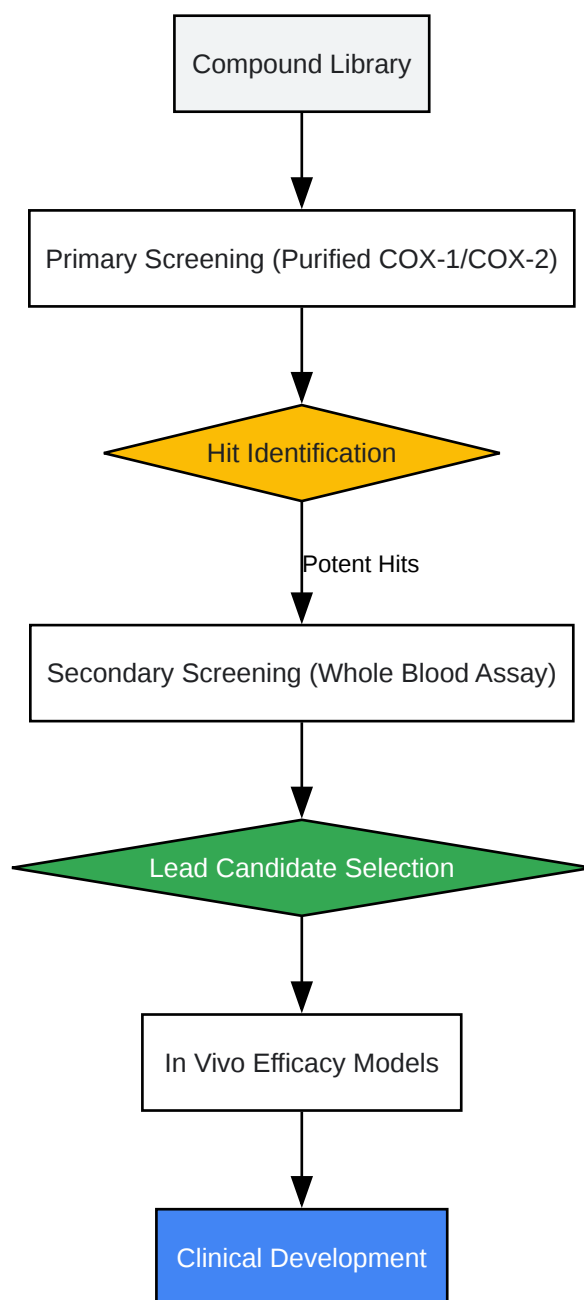 Compound Library
Primary Screening (Purified COX-1/COX-2)
Hit Identification
Potent Hits
Secondary Screening (Whole Blood Assay)
Lead Candidate Selection
In Vivo Efficacy Models
Clinical Development